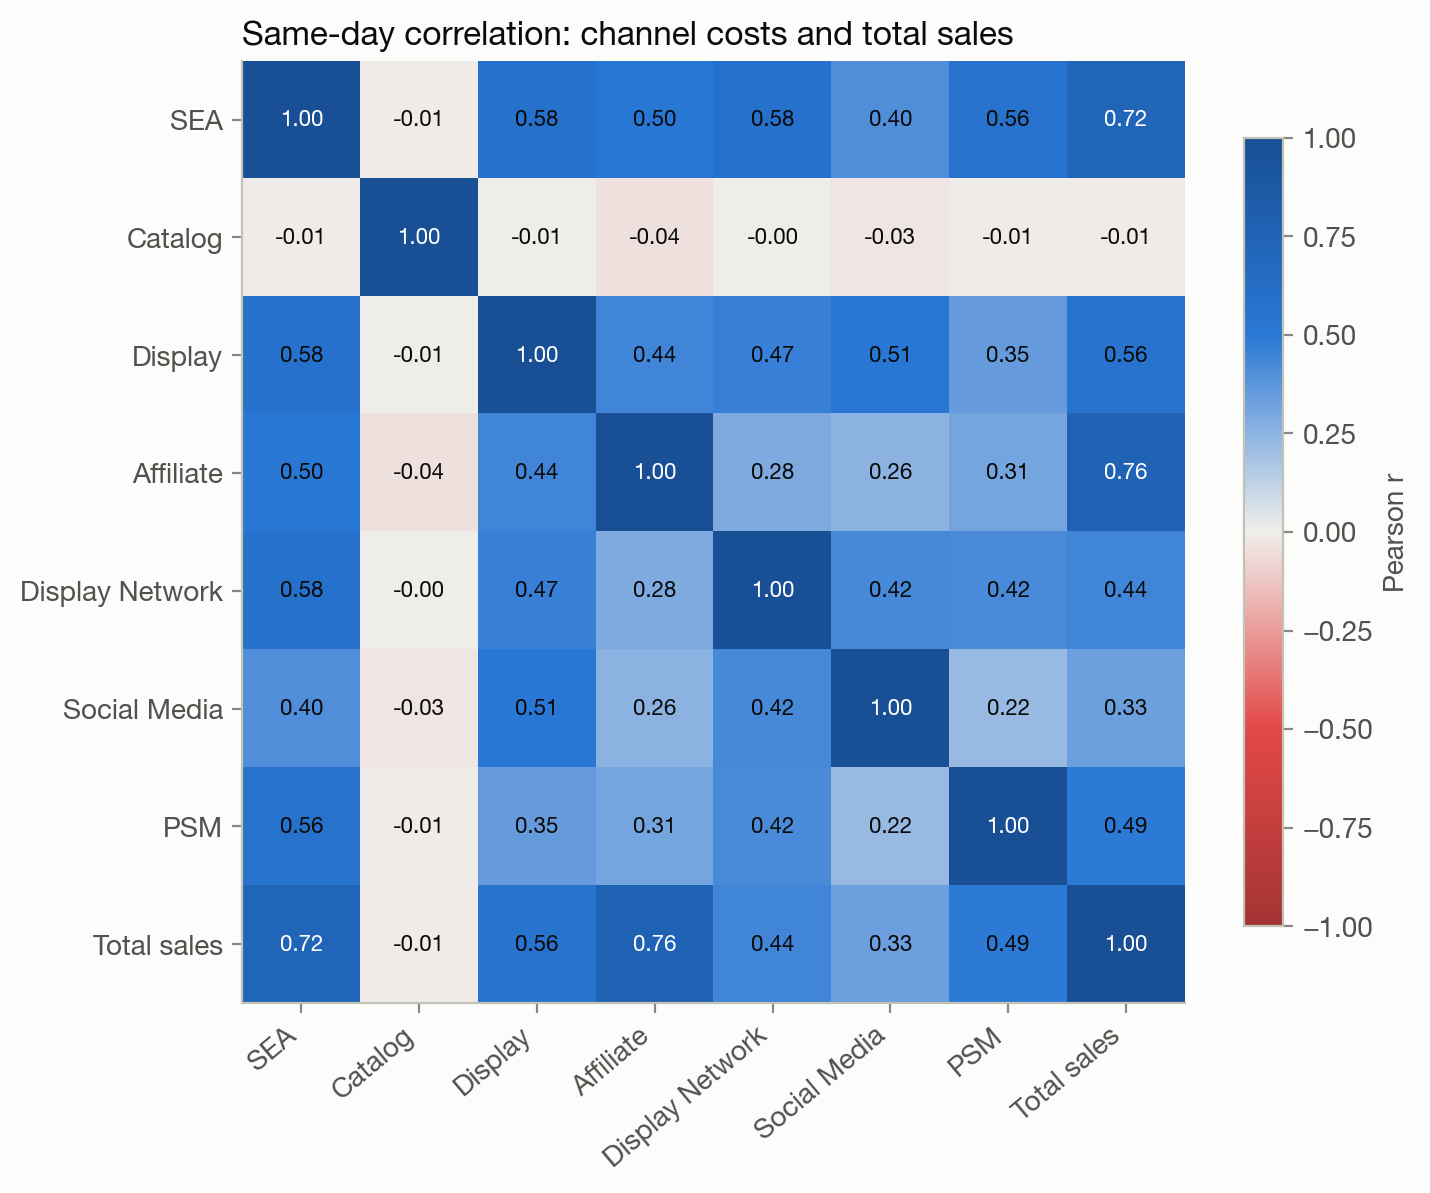 Same-day correlation: channel costs and total sales
SEA 1.00 -0.01 0.58 0.50 0.58 0.40 0.56 0.72
Catalog -0.01 1.00 -0.01 -0.04 -0.00 -0.03 -0.01 -0.01
Display 0.58 -0.01 1.00 0.44 0.47 0.51 0.35 0.56
Affiliate 0.50 -0.04 0.44 1.00 0.28 0.26 0.31 0.76
Display Network 0.58 -0.00 0.47 0.28 1.00 0.42 0.42 0.44
Social Media 0.40 -0.03 0.51 0.26 0.42 1.00 0.22 0.33
PSM 0.56 -0.01 0.35 0.31 0.42 0.22 1.00 0.49
Total sales 0.72 -0.01 0.56 0.76 0.44 0.33 0.49 1.00
SEA
Catalog
Display
Affiliate
Display Network
Social Media
PSM
Total sales
1.00
0.75
0.50
0.25
0.00
−0.25
−0.50
−0.75
−1.00
Pearson r